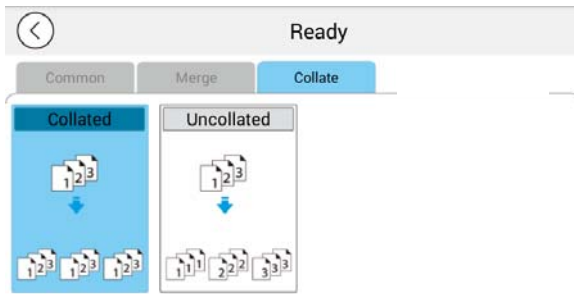 Ready
Common Merge Collate
Collated Uncollated
1 2 3 1 2 3
1 2 3 1 2 3 1 2 3 1 1 1 2 2 2 3 3 3